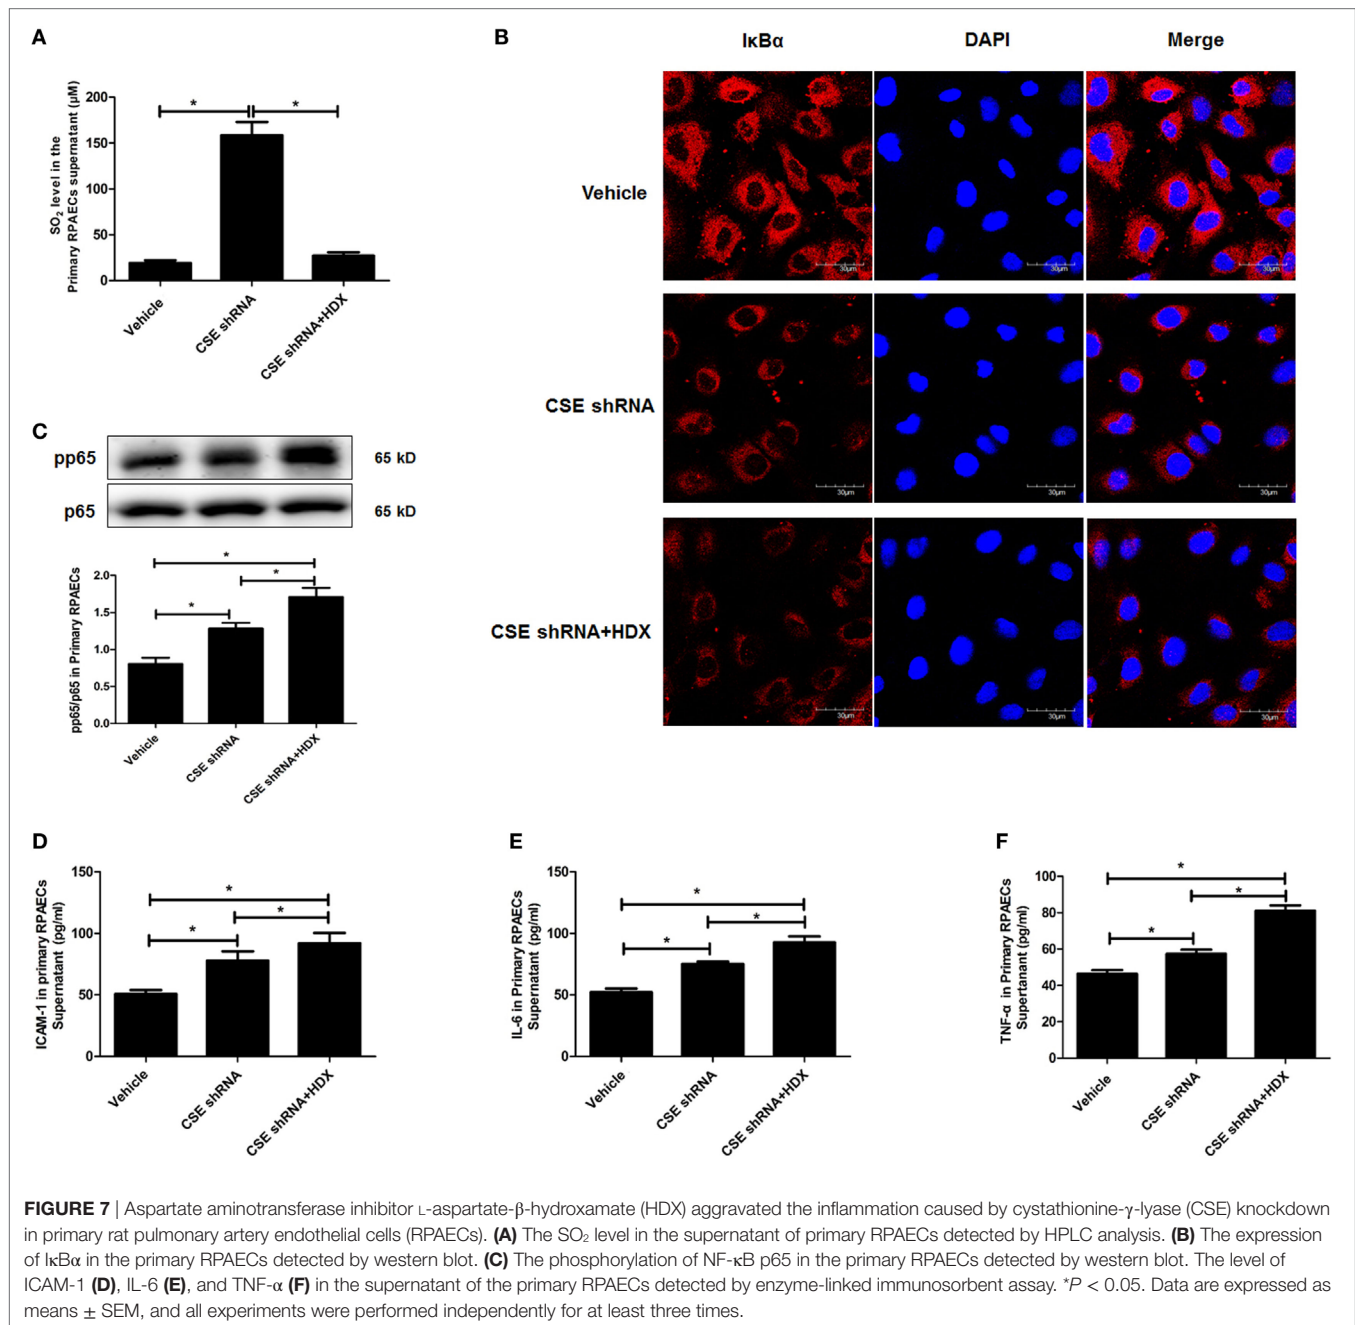 A
SO₂ level in the
Primary RPAECs supernatant (μM)
200
150
100
50
0
*
*
Vehicle
CSE shRNA
CSE shRNA+HDX
B
IκBα
DAPI
Merge
Vehicle
30μm
30μm
30μm
CSE shRNA
30μm
30μm
30μm
CSE shRNA+HDX
30μm
30μm
30μm
C
pp65
65 kD
p65
65 kD
pp65/p65 in Primary RPAECs
2.0
1.5
1.0
0.5
0.0
*
*
*
Vehicle
CSE shRNA
CSE shRNA+HDX
D
ICAM-1 in primary RPAECs
Supernatant (pg/ml)
150
100
50
0
*
*
*
Vehicle
CSE shRNA
CSE shRNA+HDX
E
IL-6 in Primary RPAECs
Supernatant (pg/ml)
150
100
50
0
*
*
*
Vehicle
CSE shRNA
CSE shRNA+HDX
F
TNF-α in Primary RPAECs
Supertanant (pg/ml)
100
80
60
40
20
0
*
*
*
Vehicle
CSE shRNA
CSE shRNA+HDX
FIGURE 7 | Aspartate aminotransferase inhibitor L-aspartate-β-hydroxamate (HDX) aggravated the inflammation caused by cystathionine-γ-lyase (CSE) knockdown
in primary rat pulmonary artery endothelial cells (RPAECs). (A) The SO₂ level in the supernatant of primary RPAECs detected by HPLC analysis. (B) The expression
of IκBα in the primary RPAECs detected by western blot. (C) The phosphorylation of NF-κB p65 in the primary RPAECs detected by western blot. The level of
ICAM-1 (D), IL-6 (E), and TNF-α (F) in the supernatant of the primary RPAECs detected by enzyme-linked immunosorbent assay. *P < 0.05. Data are expressed as
means ± SEM, and all experiments were performed independently for at least three times.